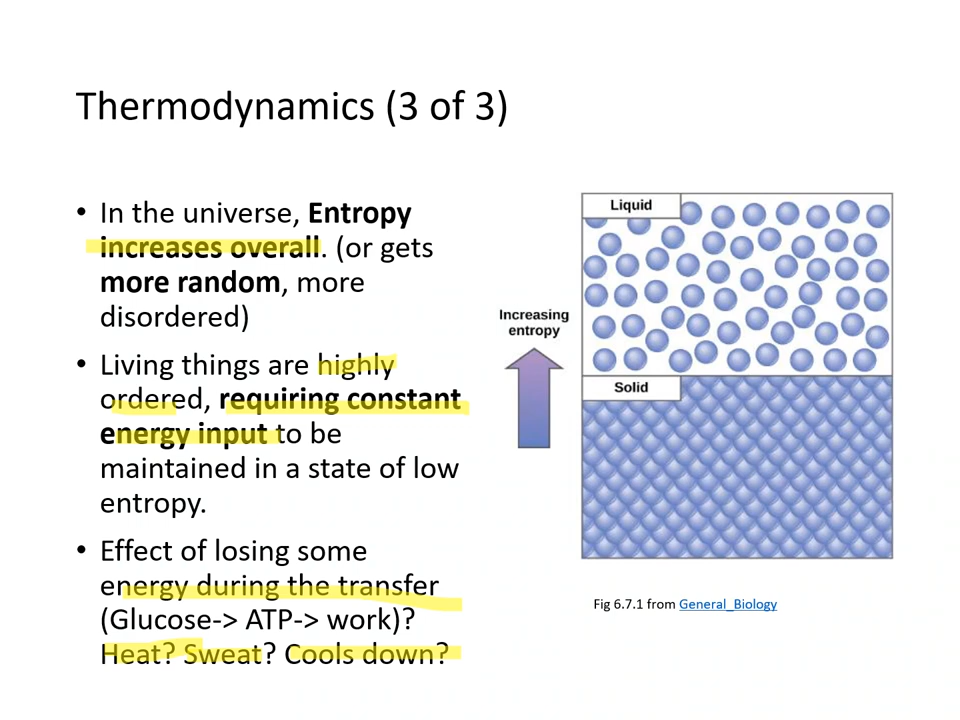 Thermodynamics (3 of 3)
• In the universe, Entropy
increases overall. (or gets
more random, more
disordered)
• Living things are highly
ordered, requiring constant
energy input to be
maintained in a state of low
entropy.
• Effect of losing some
energy during the transfer
(Glucose-> ATP-> work)?
Heat? Sweat? Cools down?
Increasing
entropy
Liquid
Solid
Fig 6.7.1 from General_Biology